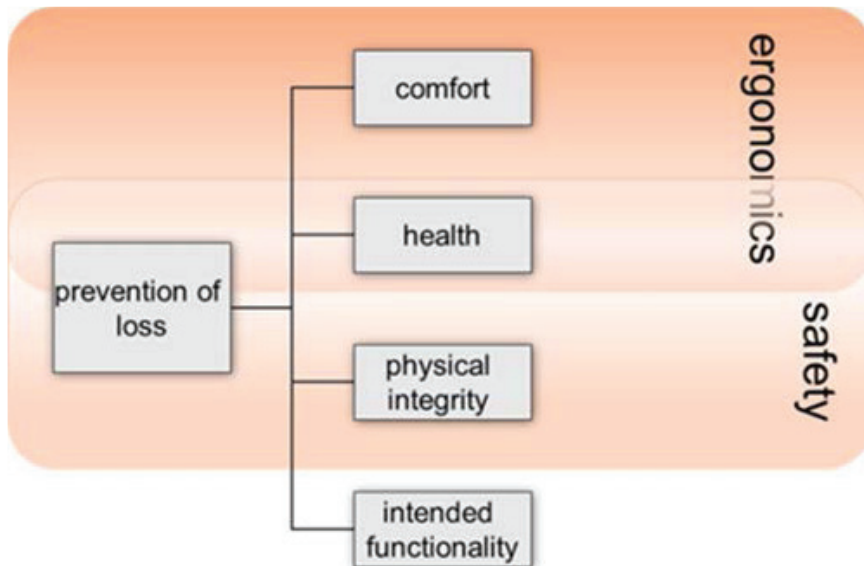 ergonomics
comfort
health
prevention of
loss
safety
physical
integrity
intended
functionality